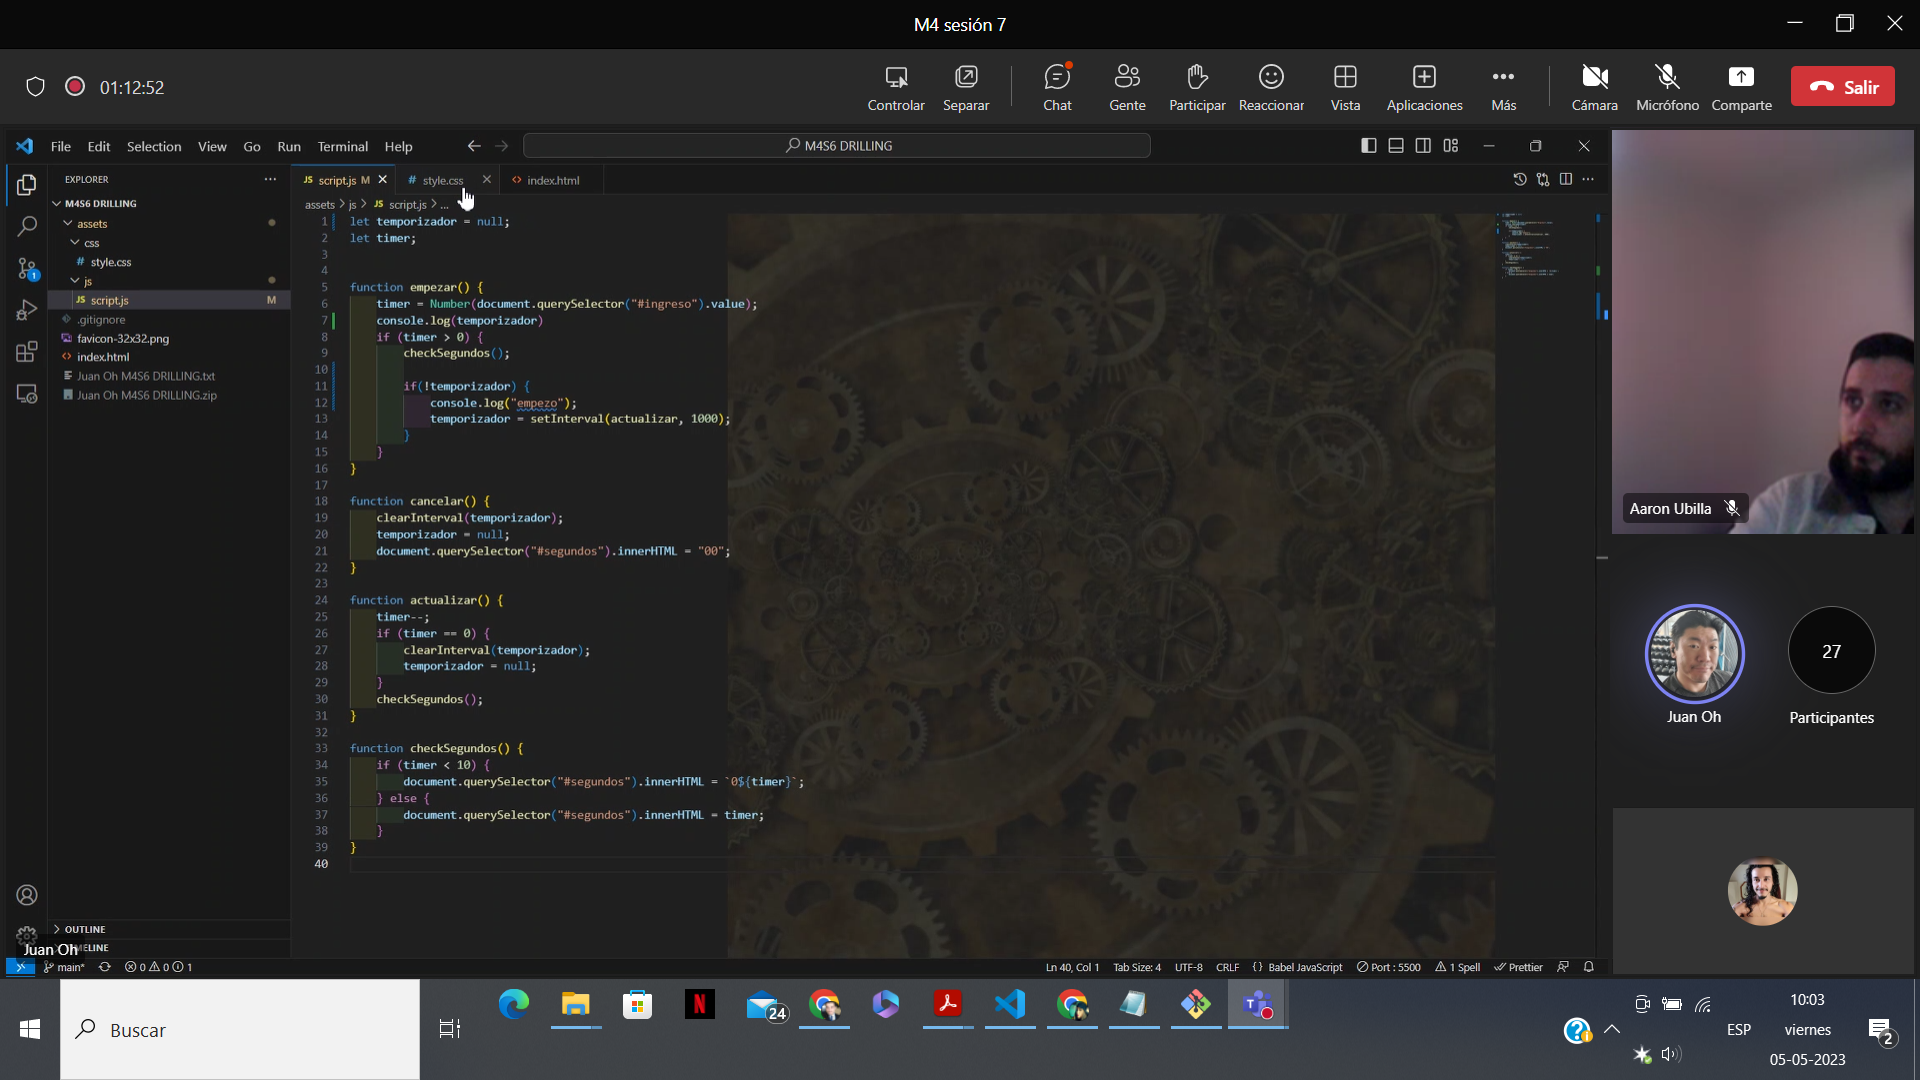 M4 sesión 7
01:12:52
Controlar
Separar
Chat
Gente
Participar
Reaccionar
Vista
Aplicaciones
Más
Cámara
Micrófono
Comparte
Salir
File Edit Selection View Go Run Terminal Help
M4S6 DRILLING
EXPLORER
M4S6 DRILLING
assets
css
# style.css
js
JS script.js M
.gitignore
favicon-32x32.png
<> index.html
Juan Oh M4S6 DRILLING.txt
Juan Oh M4S6 DRILLING.zip
OUTLINE
Juan Oh
JS script.js M
# style.css
<> index.html
assets > js > JS script.js > ...
1 let temporizador = null;
2 let timer;
3
4
5 function empezar() {
6 timer = Number(document.querySelector("#ingreso").value);
7 console.log(temporizador)
8 if (timer > 0) {
9 checkSegundos();
10
11 if(!temporizador) {
12 console.log("empezo");
13 temporizador = setInterval(actualizar, 1000);
14 }
15 }
16 }
17
18 function cancelar() {
19 clearInterval(temporizador);
20 temporizador = null;
21 document.querySelector("#segundos").innerHTML = "00";
22 }
23
24 function actualizar() {
25 timer--;
26 if (timer == 0) {
27 clearInterval(temporizador);
28 temporizador = null;
29 }
30 checkSegundos();
31 }
32
33 function checkSegundos() {
34 if (timer < 10) {
35 document.querySelector("#segundos").innerHTML = `0${timer}`;
36 } else {
37 document.querySelector("#segundos").innerHTML = timer;
38 }
39 }
40
main* 0 0 1
Ln 40, Col 1 Tab Size: 4 UTF-8 CRLF {} Babel JavaScript Port : 5500 1 Spell Prettier
Aaron Ubilla
Juan Oh
27
Participantes
Buscar
24
ESP
10:03
viernes
05-05-2023
2